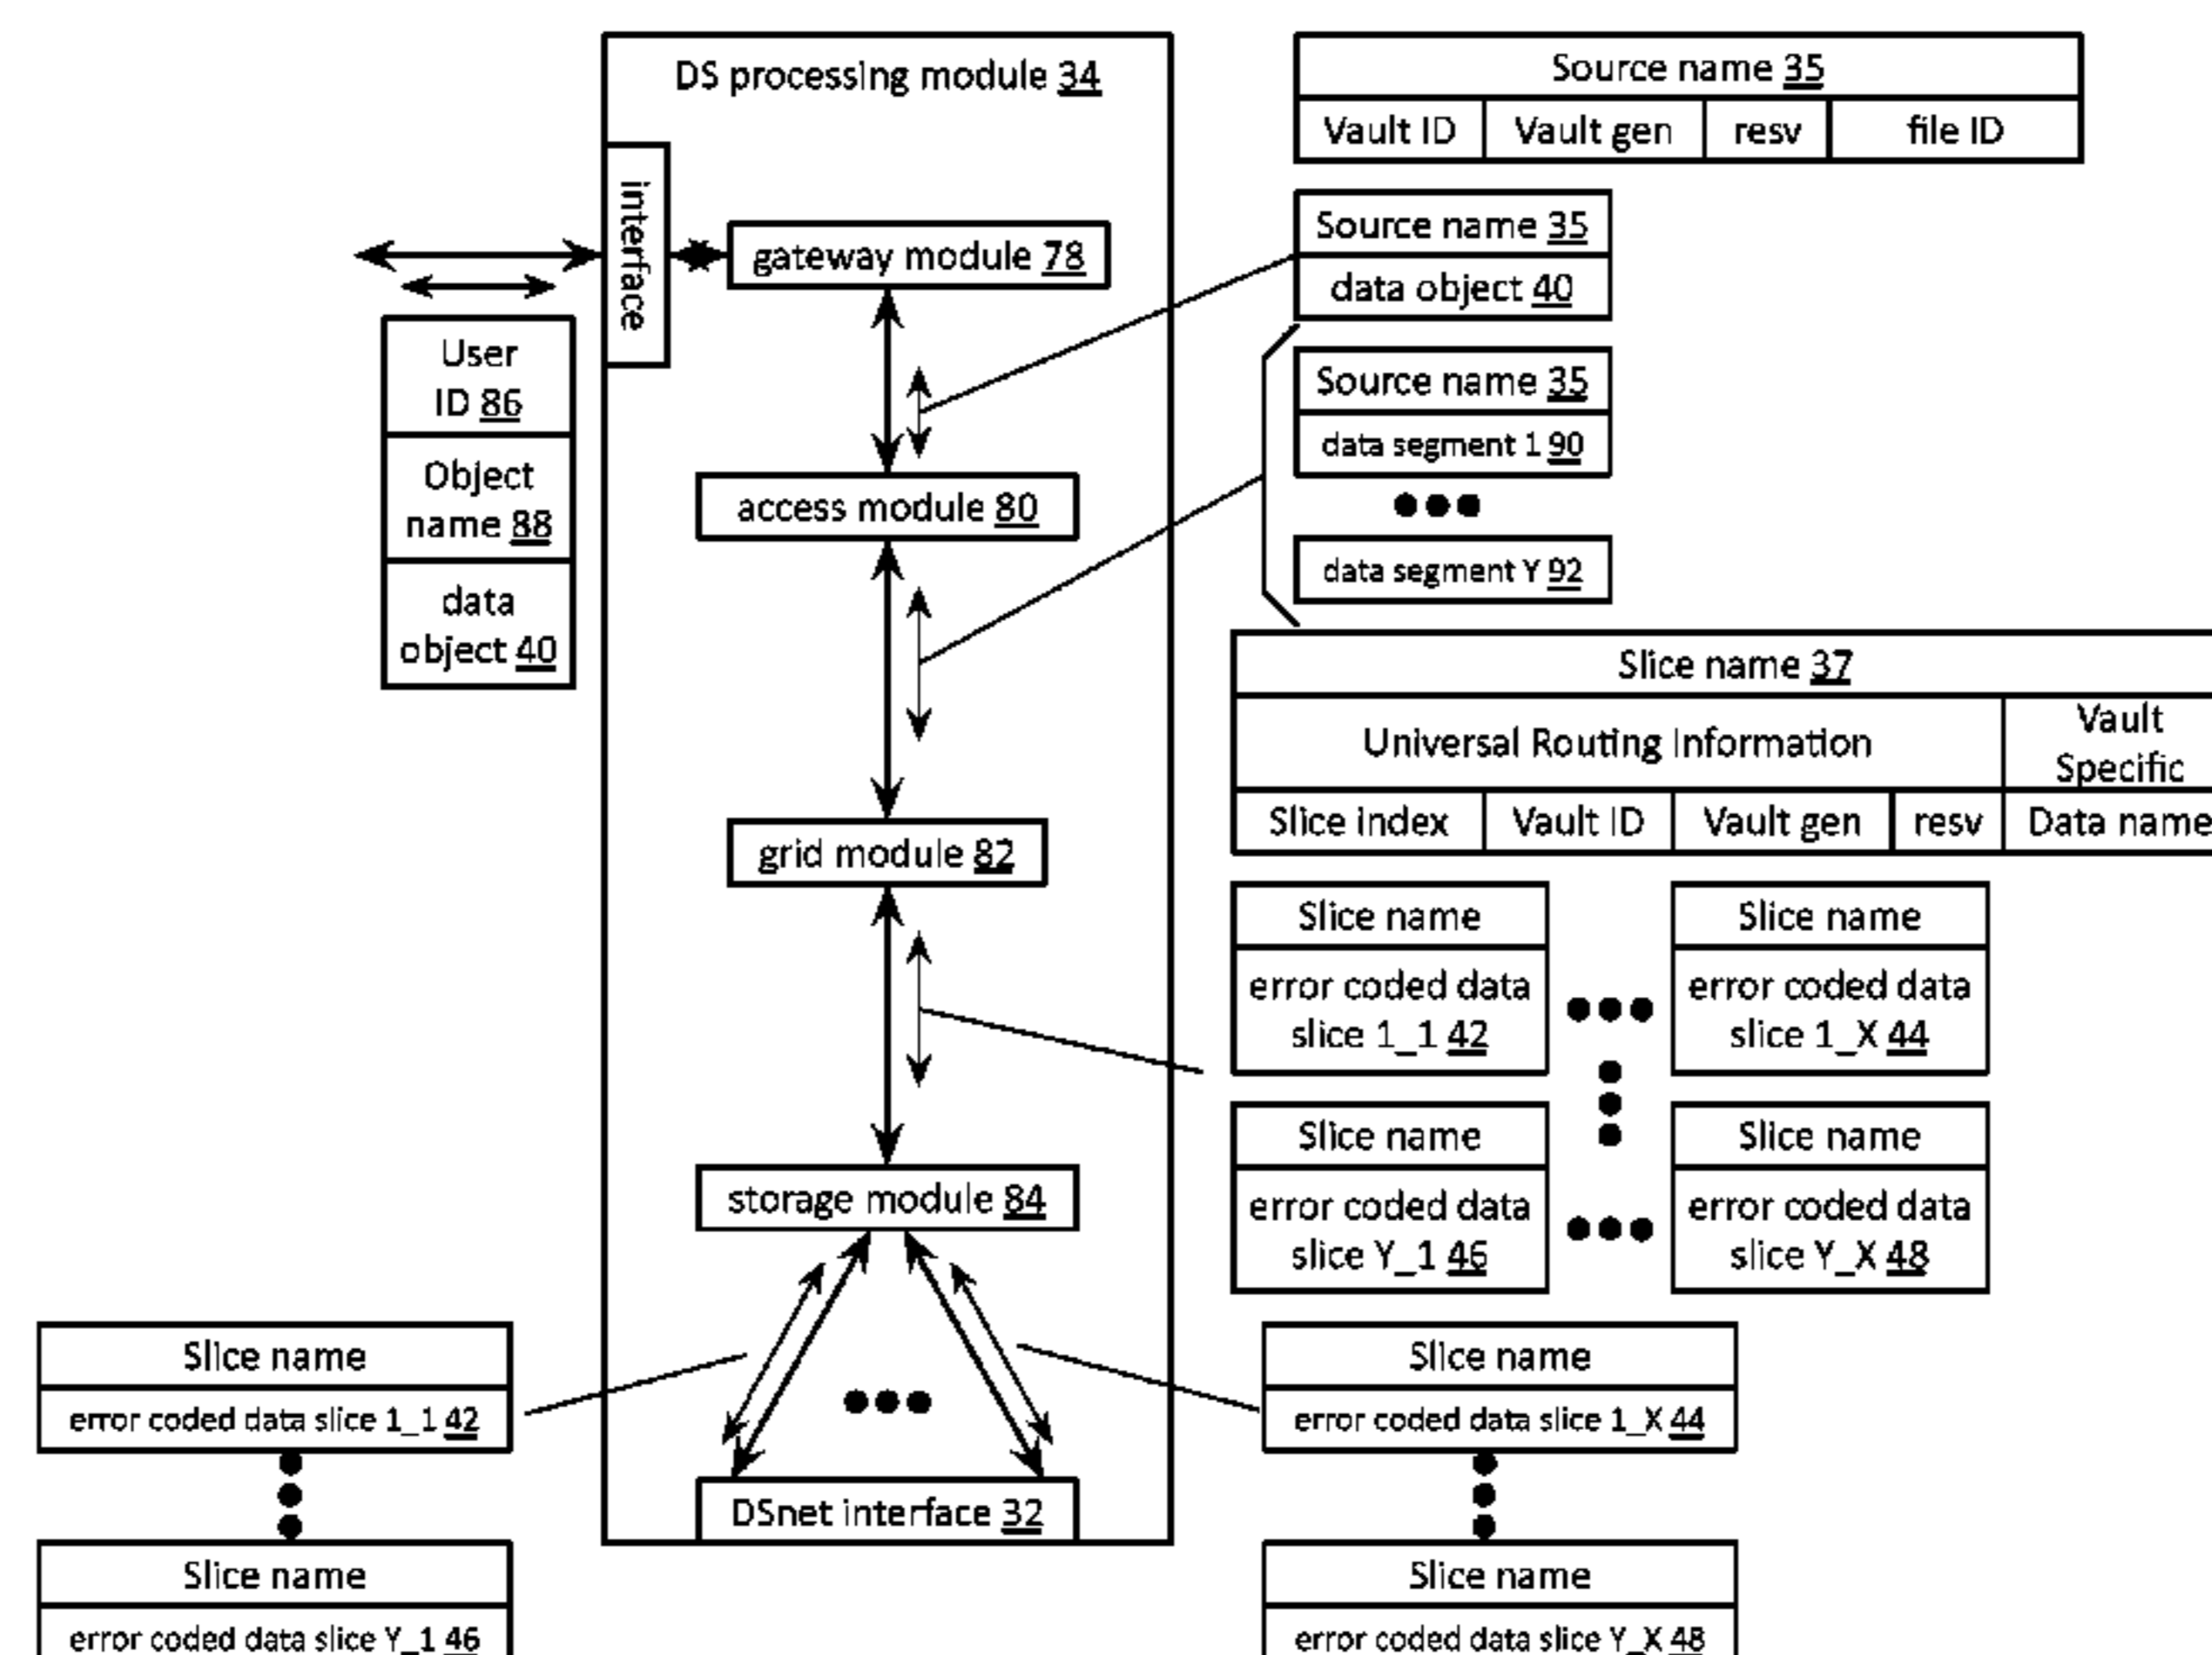 DS processing module 34
interface
gateway module 78
access module 80
grid module 82
storage module 84
DSnet interface 32
User
ID 86
Object
name 88
data
object 40
Source name 35
Vault ID Vault gen resv file ID
Source name 35
data object 40
Source name 35
data segment 1 90
data segment Y 92
Slice name 37
Universal Routing Information
Vault
Specific
Slice index Vault ID Vault gen resv Data name
Slice name
error coded data
slice 1_1 42
Slice name
error coded data
slice 1_X 44
Slice name
error coded data
slice Y_1 46
Slice name
error coded data
slice Y_X 48
Slice name
error coded data slice 1_1 42
Slice name
error coded data slice Y_1 46
Slice name
error coded data slice 1_X 44
Slice name
error coded data slice Y_X 48